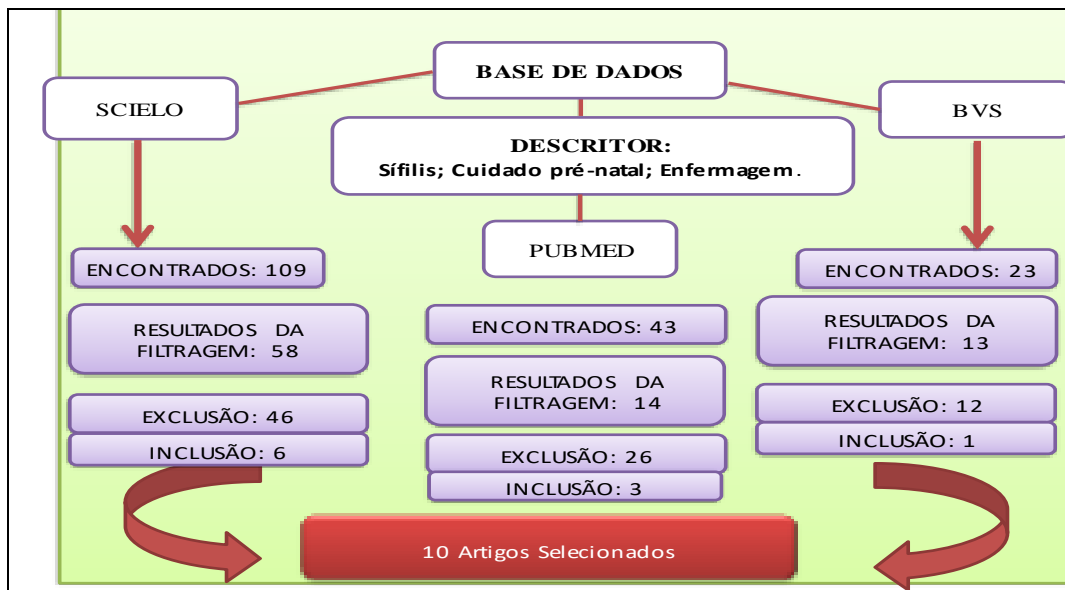 BASE DE DADOS
SCIELO
BVS
DESCRITOR:
Sífilis; Cuidado pré-natal; Enfermagem.
PUBMED
ENCONTRADOS: 109
RESULTADOS DA
FILTRAGEM: 58
EXCLUSÃO: 46
INCLUSÃO: 6
ENCONTRADOS: 43
RESULTADOS DA
FILTRAGEM: 14
EXCLUSÃO: 26
INCLUSÃO: 3
ENCONTRADOS: 23
RESULTADOS DA
FILTRAGEM: 13
EXCLUSÃO: 12
INCLUSÃO: 1
10 Artigos Selecionados